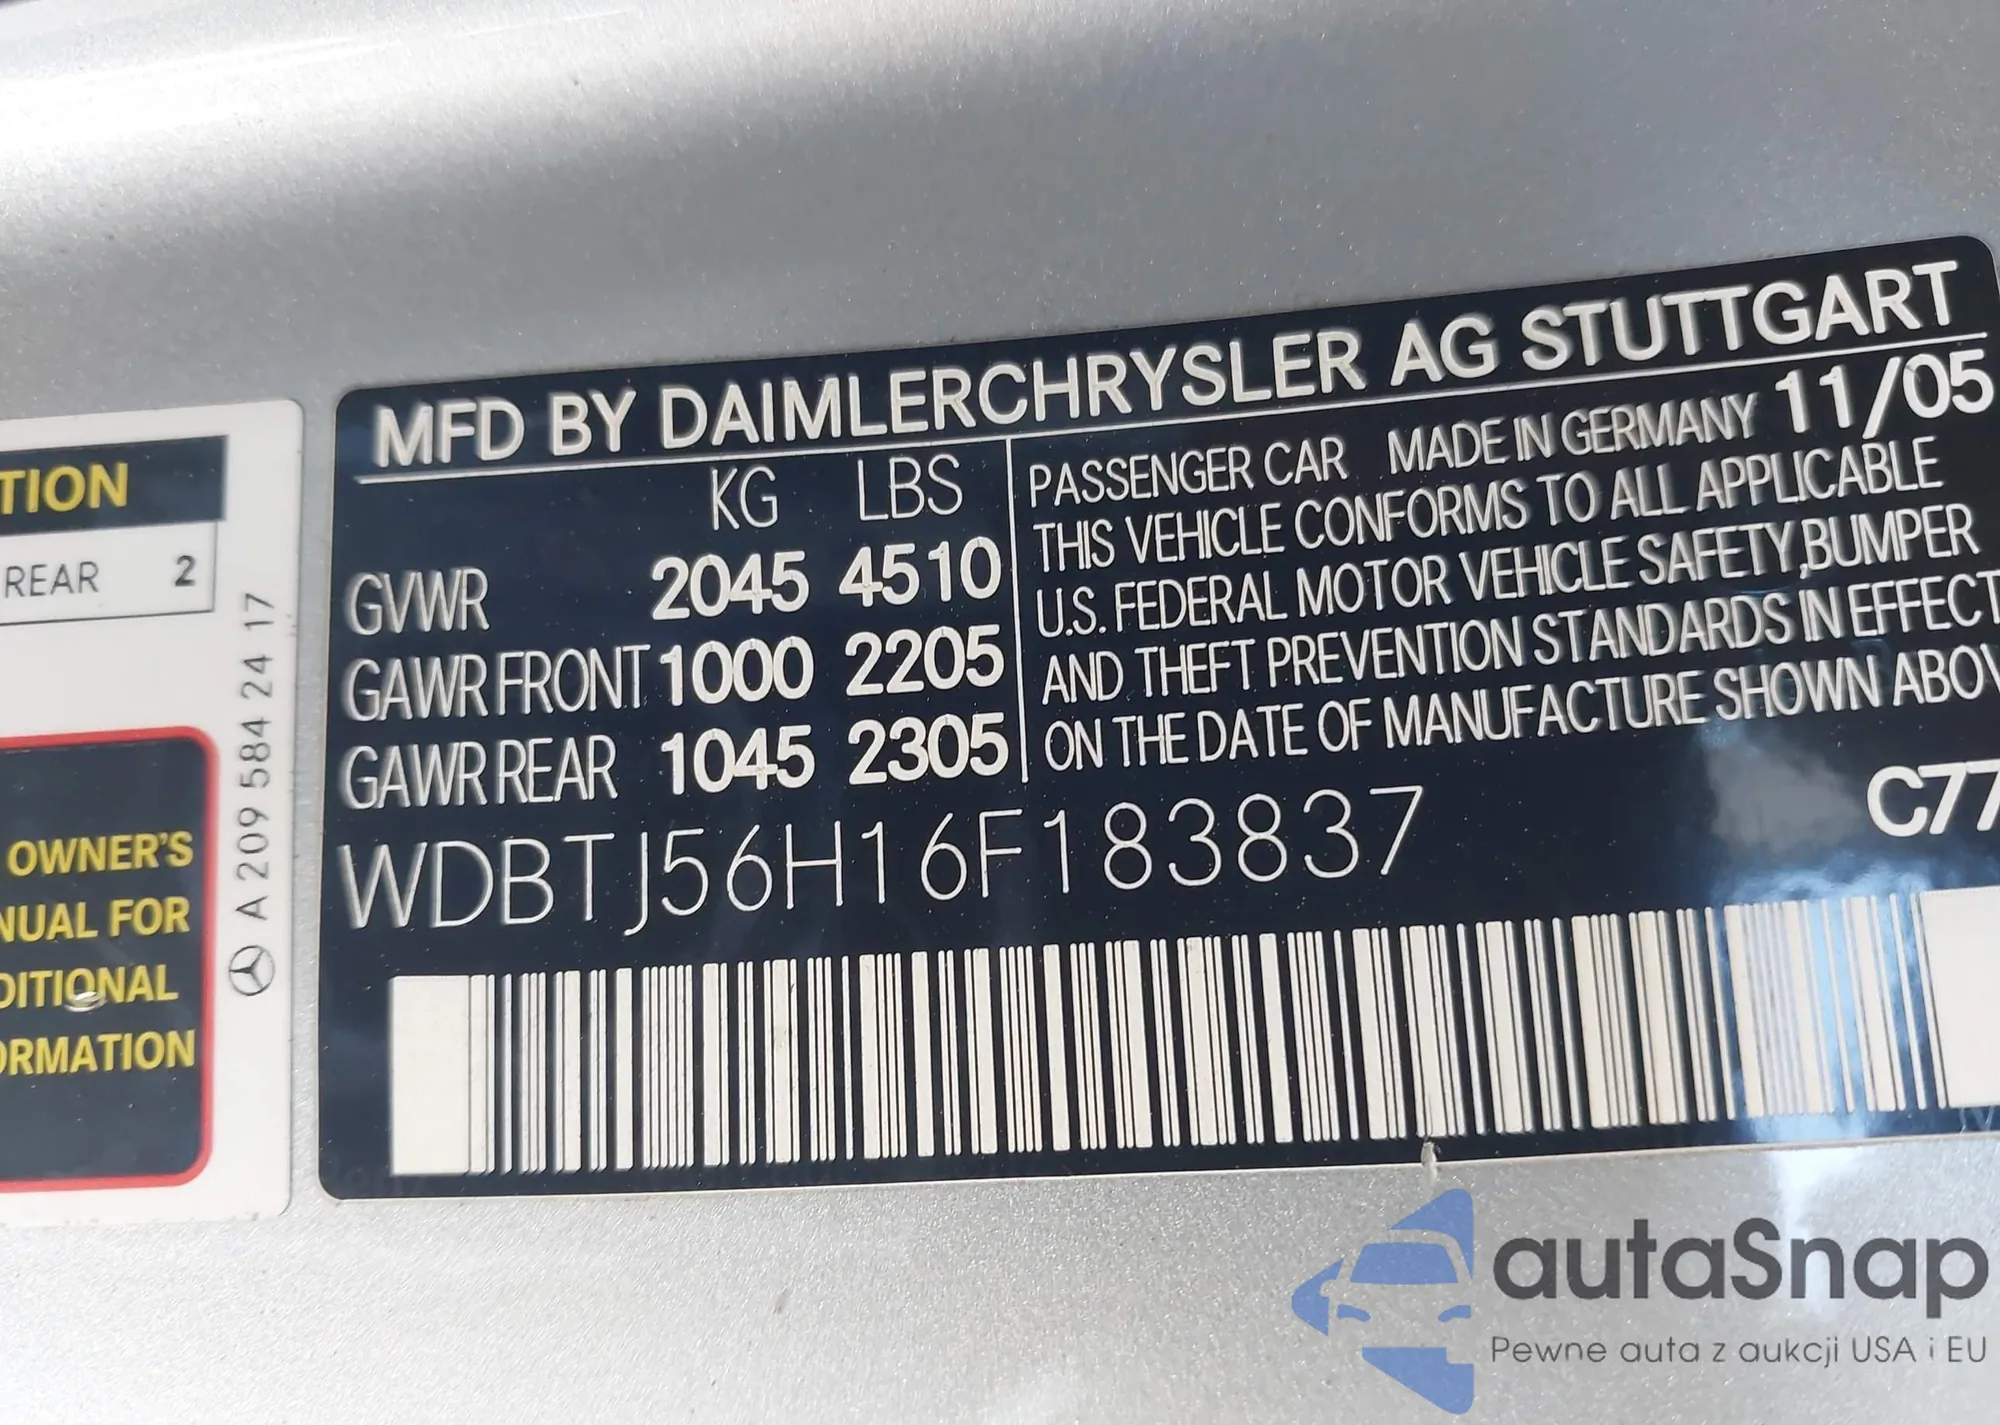 TION
REAR 2
OWNER'S
NUAL FOR
DITIONAL
ORMATION
A 209 584 24 17
MFD BY DAIMLERCHRYSLER AG STUTTGART
KG LBS
GVWR 2045 4510
GAWR FRONT 1000 2205
GAWR REAR 1045 2305
PASSENGER CAR MADE IN GERMANY 11/05
THIS VEHICLE CONFORMS TO ALL APPLICABLE
U.S. FEDERAL MOTOR VEHICLE SAFETY,BUMPER
AND THEFT PREVENTION STANDARDS IN EFFECT
ON THE DATE OF MANUFACTURE SHOWN ABOV
C77
WDBTJ56H16F183837
autaSnap
Pewne auta z aukcji USA i EU